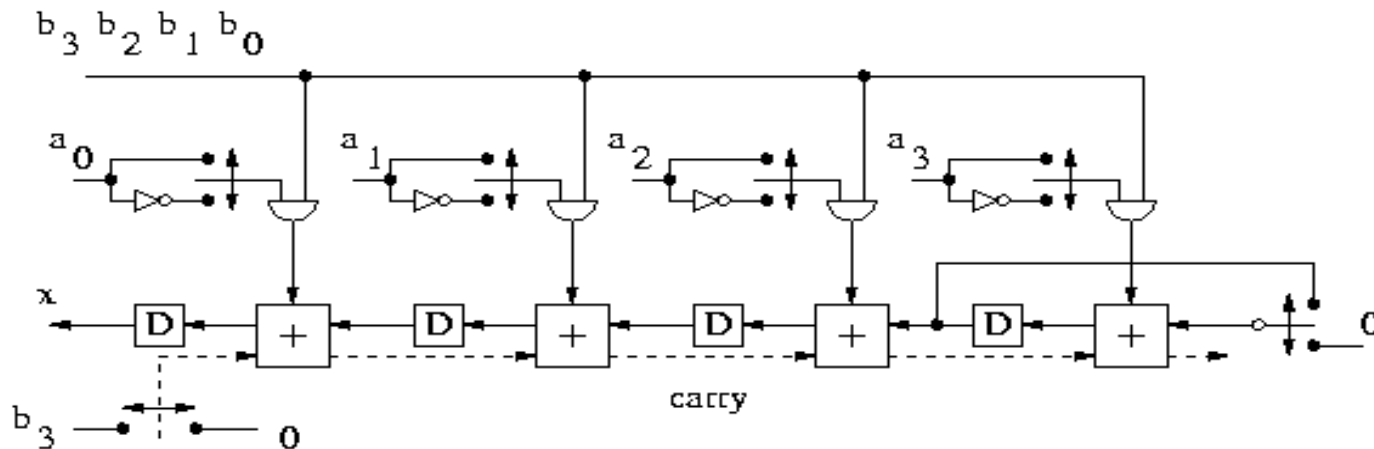 b3 b2 b1 b0
a0 a1 a2 a3
x D + D + D + D + 0
carry
b3 0